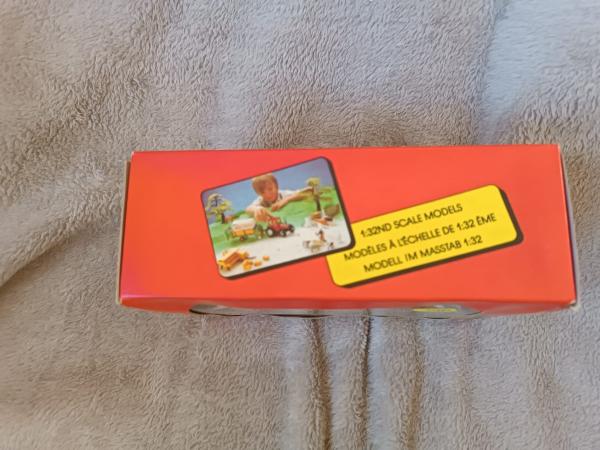 1:32ND SCALE MODELS
MODÈLES À L'ÉCHELLE DE 1:32 ÈME
MODELL IM MASSTAB 1:32